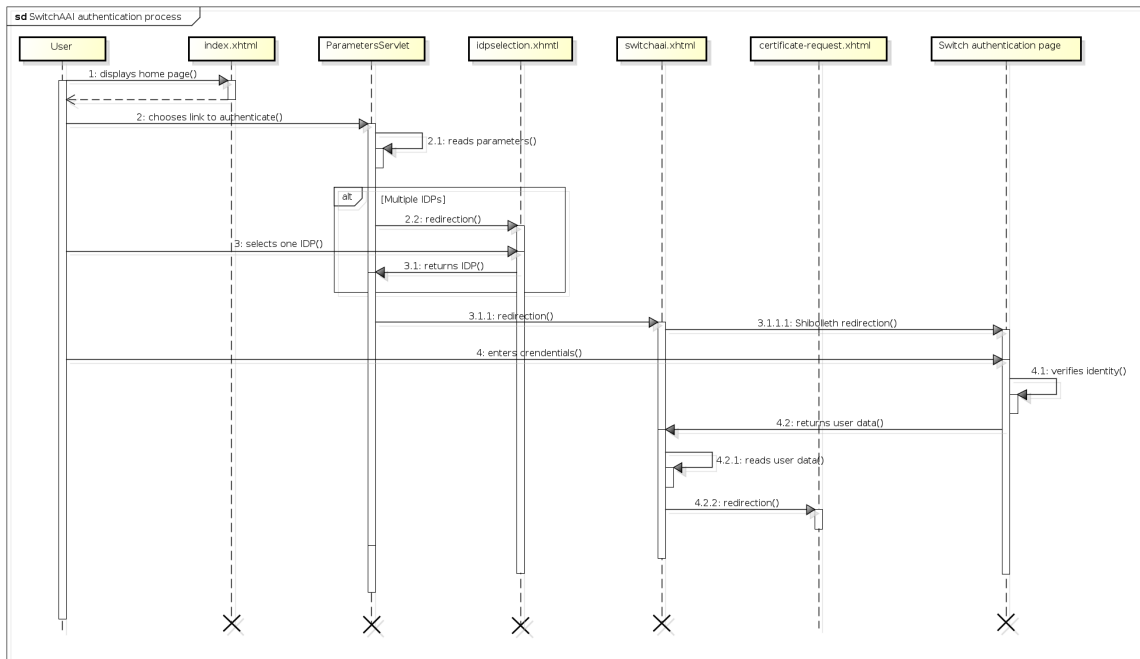 sd SwitchAAI authentication process
User
index.xhtml
ParametersServlet
idpselection.xhmtl
switchaai.xhtml
certificate-request.xhtml
Switch authentication page
1: displays home page()
2: chooses link to authenticate()
2.1: reads parameters()
alt
[Multiple IDPs]
2.2: redirection()
3: selects one IDP()
3.1: returns IDP()
3.1.1: redirection()
3.1.1.1: Shibolleth redirection()
4: enters crendentials()
4.1: verifies identity()
4.2: returns user data()
4.2.1: reads user data()
4.2.2: redirection()